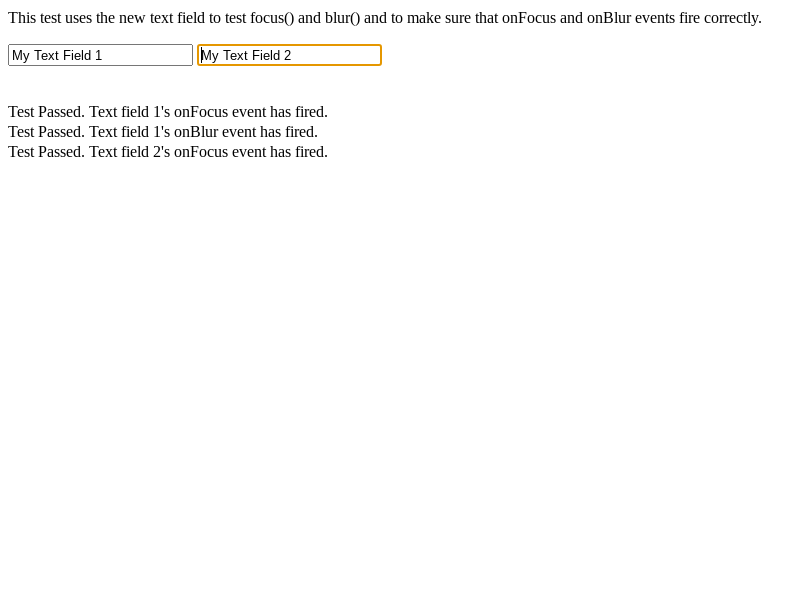 This test uses the new text field to test focus() and blur() and to make sure that onFocus and onBlur events fire correctly.
My Text Field 1 My Text Field 2
Test Passed. Text field 1's onFocus event has fired.
Test Passed. Text field 1's onBlur event has fired.
Test Passed. Text field 2's onFocus event has fired.